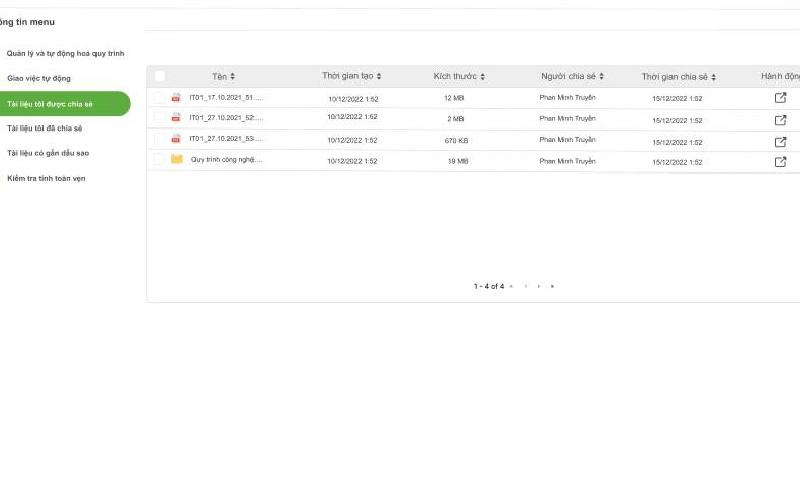 ông tin menu
Quản lý và tự động hoá quy trình
Giao việc tự động
Tài liệu tôi được chia sẻ
Tài liệu tôi đã chia sẻ
Tài liệu có gắn dấu sao
Kiểm tra tính toàn vẹn
Tên Thời gian tạo Kích thước Người chia sẻ Thời gian chia sẻ Hành động
IT01_17.10.2021_51..... 10/12/2022 1:52 12 MB Phan Minh Truyền 15/12/2022 1:52
IT01_27.10.2021_52:.... 10/12/2022 1:52 2 MB Phan Minh Truyền 15/12/2022 1:52
IT01_27.10.2021_53:.... 10/12/2022 1:52 670 KB Phan Minh Truyền 15/12/2022 1:52
Quy trình công nghệ.... 10/12/2022 1:52 19 MB Phan Minh Truyền 15/12/2022 1:52
1 - 4 of 4